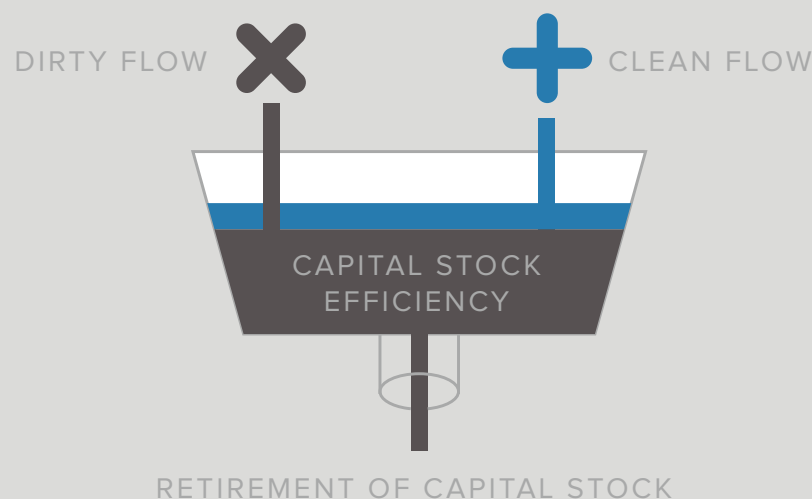 DIRTY FLOW
CLEAN FLOW
CAPITAL STOCK
EFFICIENCY
RETIREMENT OF CAPITAL STOCK